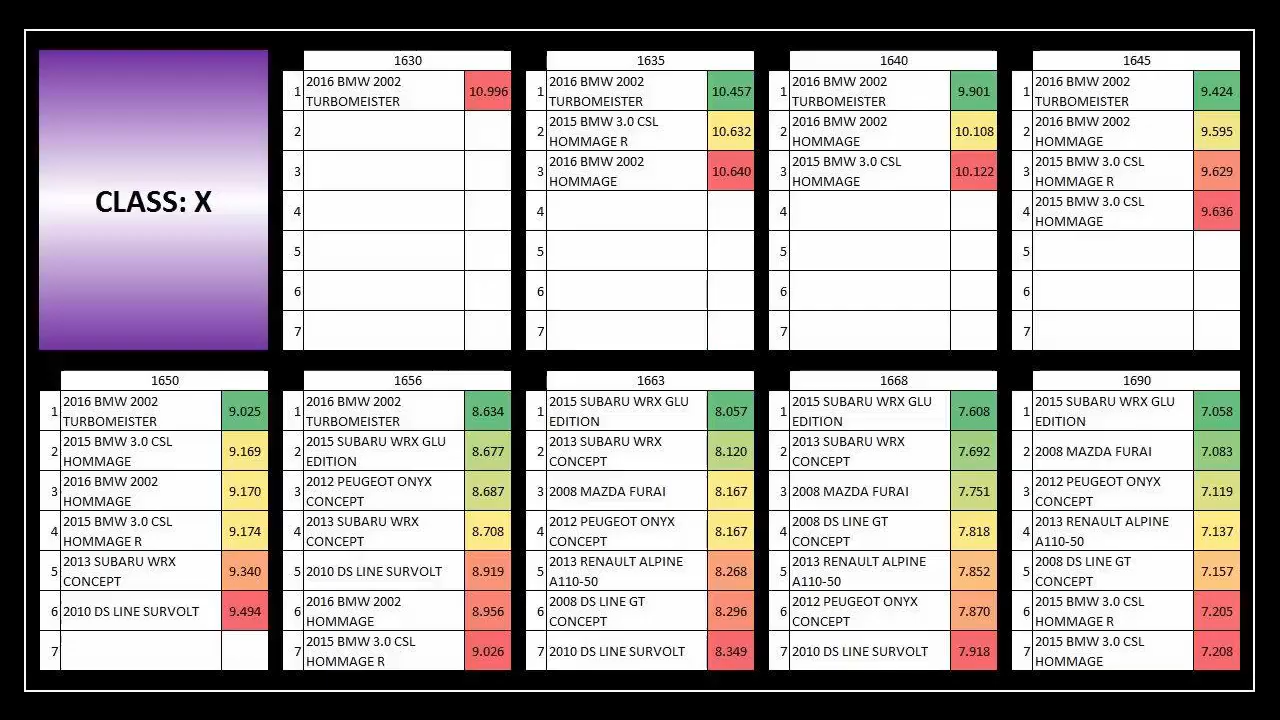 CLASS: X
1630
1 2016 BMW 2002
TURBOMEISTER 10.996
2
3
4
5
6
7
1635
1 2016 BMW 2002
TURBOMEISTER 10.457
2 2015 BMW 3.0 CSL
HOMMAGE R 10.632
3 2016 BMW 2002
HOMMAGE 10.640
4
5
6
7
1640
1 2016 BMW 2002
TURBOMEISTER 9.901
2 2016 BMW 2002
HOMMAGE 10.108
3 2015 BMW 3.0 CSL
HOMMAGE 10.122
4
5
6
7
1645
1 2016 BMW 2002
TURBOMEISTER 9.424
2 2016 BMW 2002
HOMMAGE 9.595
3 2015 BMW 3.0 CSL
HOMMAGE R 9.629
4 2015 BMW 3.0 CSL
HOMMAGE 9.636
5
6
7
1650
1 2016 BMW 2002
TURBOMEISTER 9.025
2 2015 BMW 3.0 CSL
HOMMAGE 9.169
3 2016 BMW 2002
HOMMAGE 9.170
4 2015 BMW 3.0 CSL
HOMMAGE R 9.174
5 2013 SUBARU WRX
CONCEPT 9.340
6 2010 DS LINE SURVOLT 9.494
7
1656
1 2016 BMW 2002
TURBOMEISTER 8.634
2 2015 SUBARU WRX GLU
EDITION 8.677
3 2012 PEUGEOT ONYX
CONCEPT 8.687
4 2013 SUBARU WRX
CONCEPT 8.708
5 2010 DS LINE SURVOLT 8.919
6 2016 BMW 2002
HOMMAGE 8.956
7 2015 BMW 3.0 CSL
HOMMAGE R 9.026
1663
1 2015 SUBARU WRX GLU
EDITION 8.057
2 2013 SUBARU WRX
CONCEPT 8.120
3 2008 MAZDA FURAI 8.167
4 2012 PEUGEOT ONYX
CONCEPT 8.167
5 2013 RENAULT ALPINE
A110-50 8.268
6 2008 DS LINE GT
CONCEPT 8.296
7 2010 DS LINE SURVOLT 8.349
1668
1 2015 SUBARU WRX GLU
EDITION 7.608
2 2013 SUBARU WRX
CONCEPT 7.692
3 2008 MAZDA FURAI 7.751
4 2008 DS LINE GT
CONCEPT 7.818
5 2013 RENAULT ALPINE
A110-50 7.852
6 2012 PEUGEOT ONYX
CONCEPT 7.870
7 2010 DS LINE SURVOLT 7.918
1690
1 2015 SUBARU WRX GLU
EDITION 7.058
2 2008 MAZDA FURAI 7.083
3 2012 PEUGEOT ONYX
CONCEPT 7.119
4 2013 RENAULT ALPINE
A110-50 7.137
5 2008 DS LINE GT
CONCEPT 7.157
6 2015 BMW 3.0 CSL
HOMMAGE R 7.205
7 2015 BMW 3.0 CSL
HOMMAGE 7.208